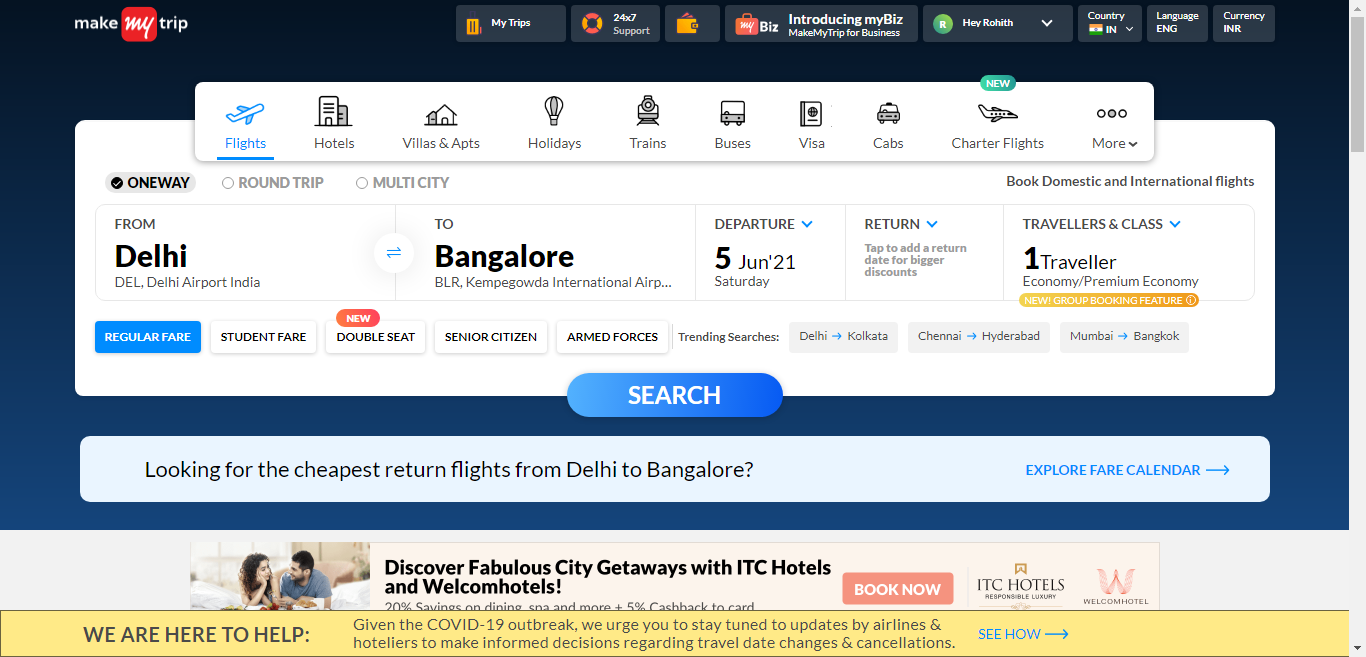 make my trip
My Trips
24x7
Support
my Biz
Introducing myBiz
MakeMyTrip for Business
R
Hey Rohith
Country
IN
Language
ENG
Currency
INR
NEW
Flights
Hotels
Villas & Apts
Holidays
Trains
Buses
Visa
Cabs
Charter Flights
More
ONEWAY
ROUND TRIP
MULTI CITY
Book Domestic and International flights
FROM
Delhi
DEL, Delhi Airport India
TO
Bangalore
BLR, Kempegowda International Airp...
DEPARTURE
5 Jun'21
Saturday
RETURN
Tap to add a return
date for bigger
discounts
TRAVELLERS & CLASS
1Traveller
Economy/Premium Economy
NEW! GROUP BOOKING FEATURE
REGULAR FARE
STUDENT FARE
NEW
DOUBLE SEAT
SENIOR CITIZEN
ARMED FORCES
Trending Searches:
Delhi → Kolkata
Chennai → Hyderabad
Mumbai → Bangkok
SEARCH
Looking for the cheapest return flights from Delhi to Bangalore?
EXPLORE FARE CALENDAR
Discover Fabulous City Getaways with ITC Hotels
and Welcomhotels!
20% Savings on dining, spa and more + 5% Cashback to card
BOOK NOW
ITC HOTELS
RESPONSIBLE LUXURY
WELCOMHOTEL
WE ARE HERE TO HELP:
Given the COVID-19 outbreak, we urge you to stay tuned to updates by airlines &
hoteliers to make informed decisions regarding travel date changes & cancellations.
SEE HOW